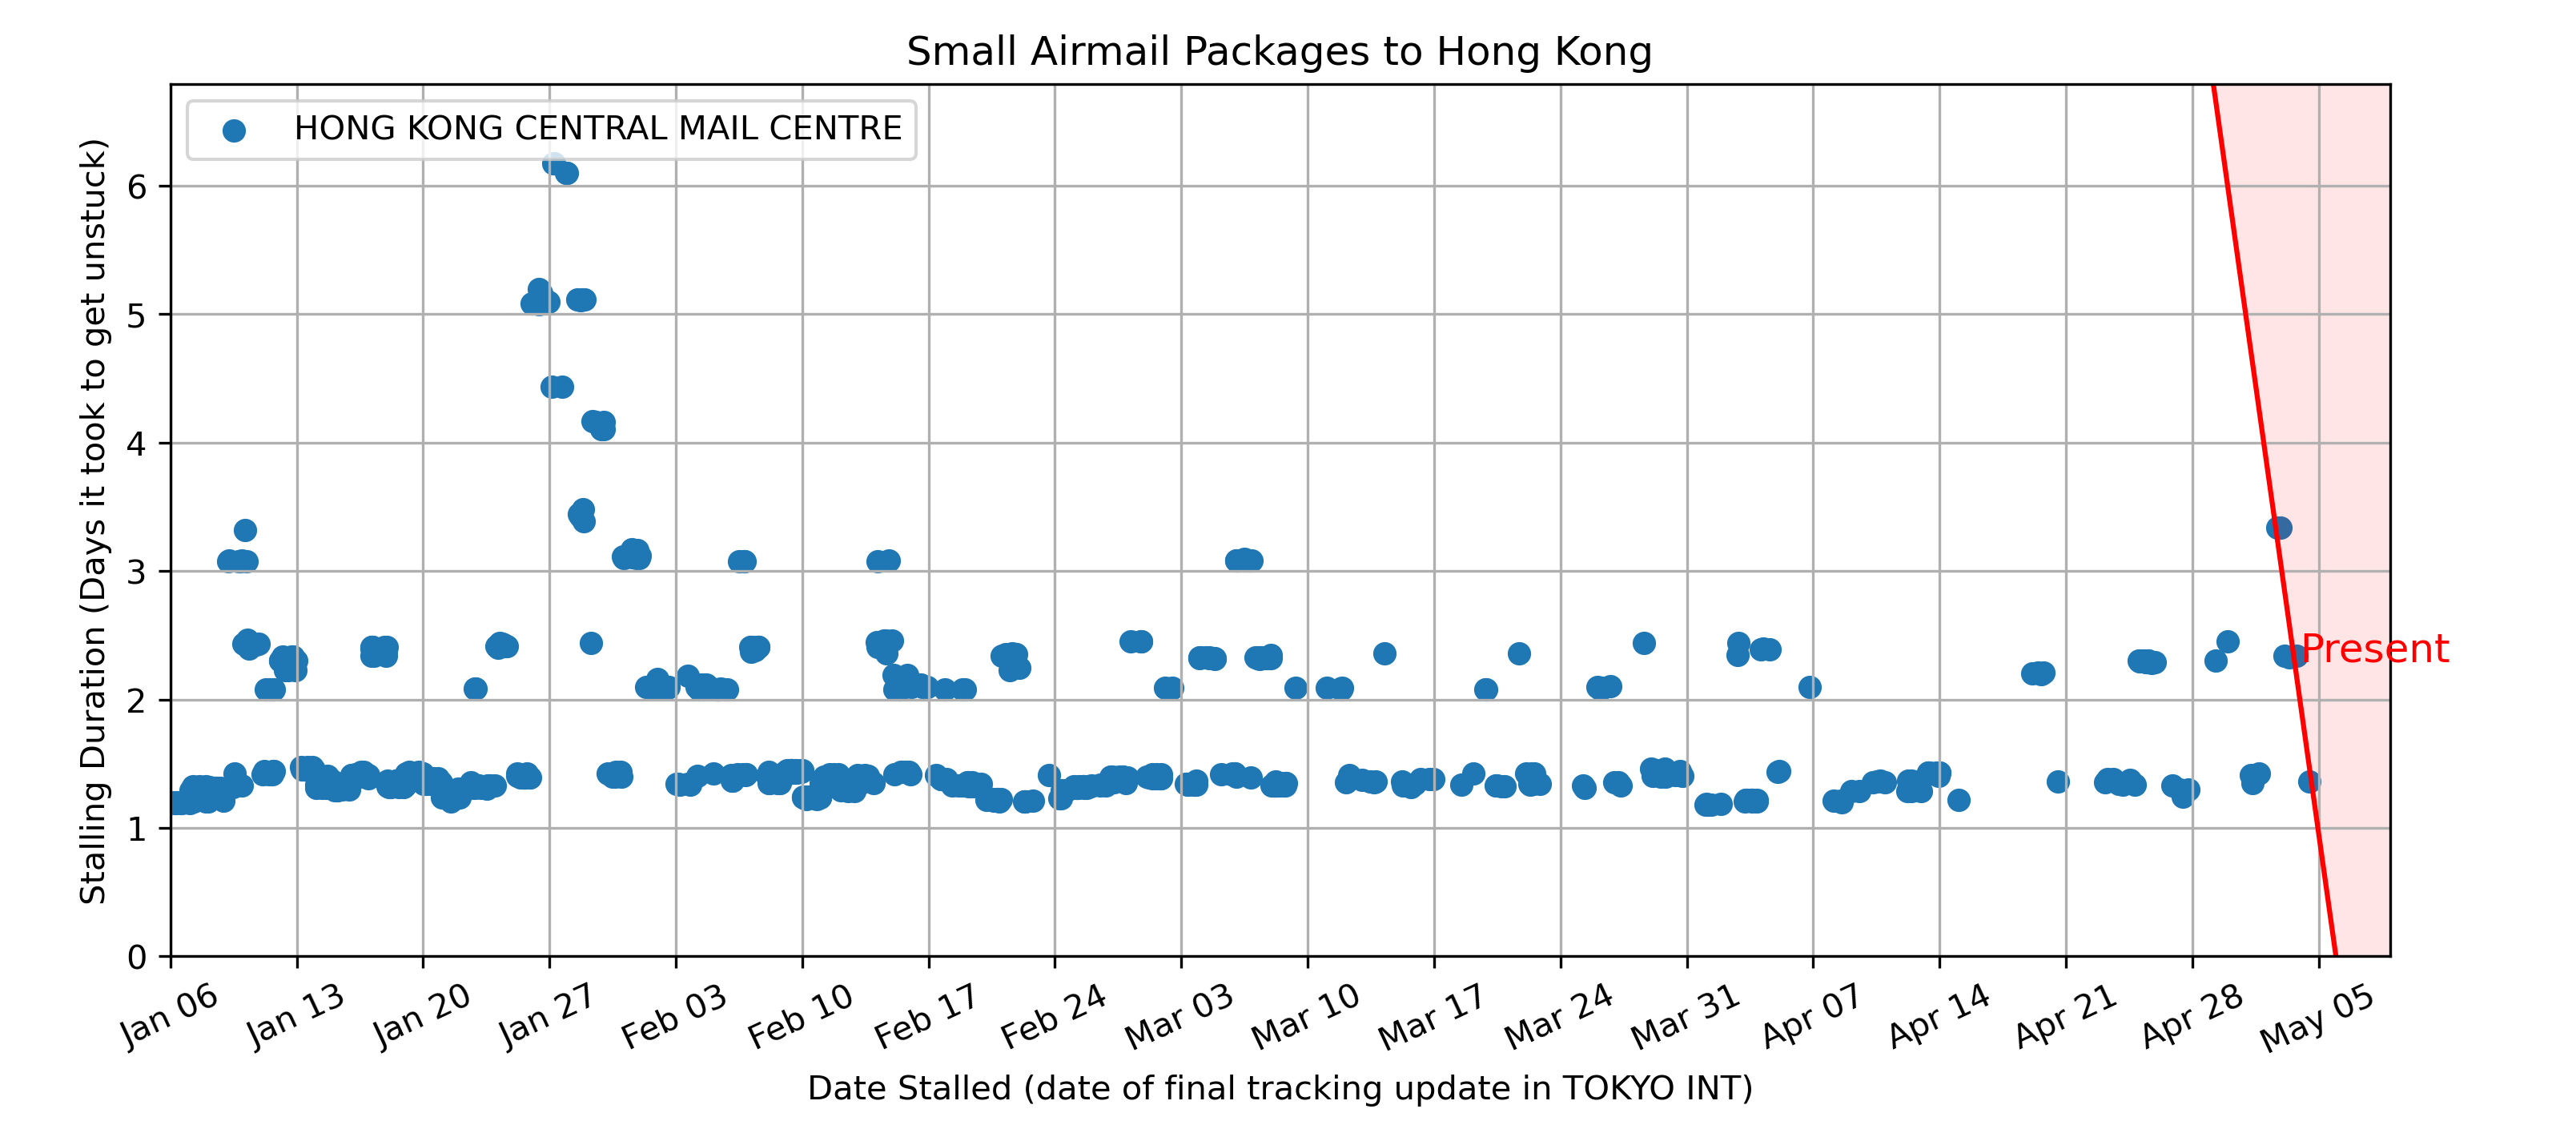 Small Airmail Packages to Hong Kong
HONG KONG CENTRAL MAIL CENTRE
Stalling Duration (Days it took to get unstuck)
6
5
4
3
2
1
0
Present
Jan 06
Jan 13
Jan 20
Jan 27
Feb 03
Feb 10
Feb 17
Feb 24
Mar 03
Mar 10
Mar 17
Mar 24
Mar 31
Apr 07
Apr 14
Apr 21
Apr 28
May 05
Date Stalled (date of final tracking update in TOKYO INT)